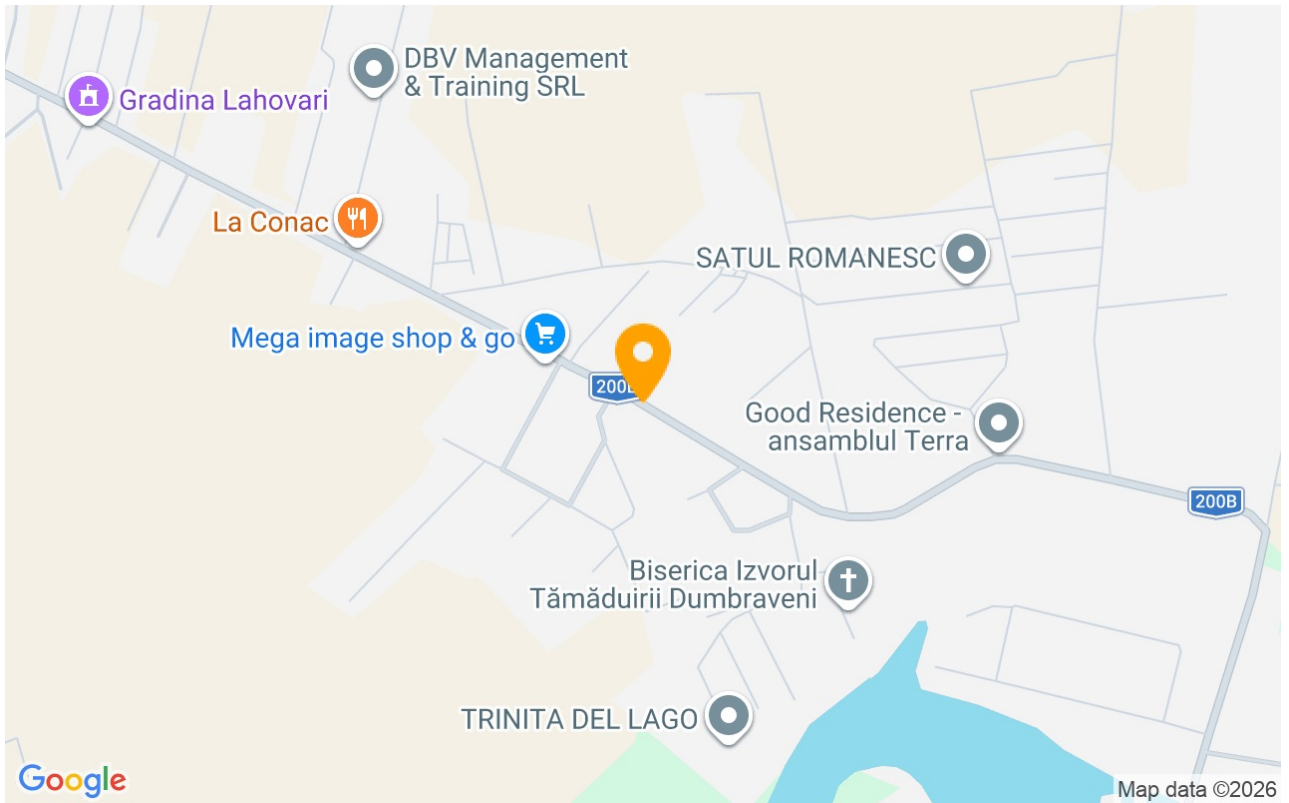 DBV Management
& Training SRL
Gradina Lahovari
La Conac
SATUL ROMANESC
Mega image shop & go
200B
Good Residence -
ansamblul Terra
200B
Biserica Izvorul
Tămăduirii Dumbraveni
TRINITA DEL LAGO
Google
Map data ©2026